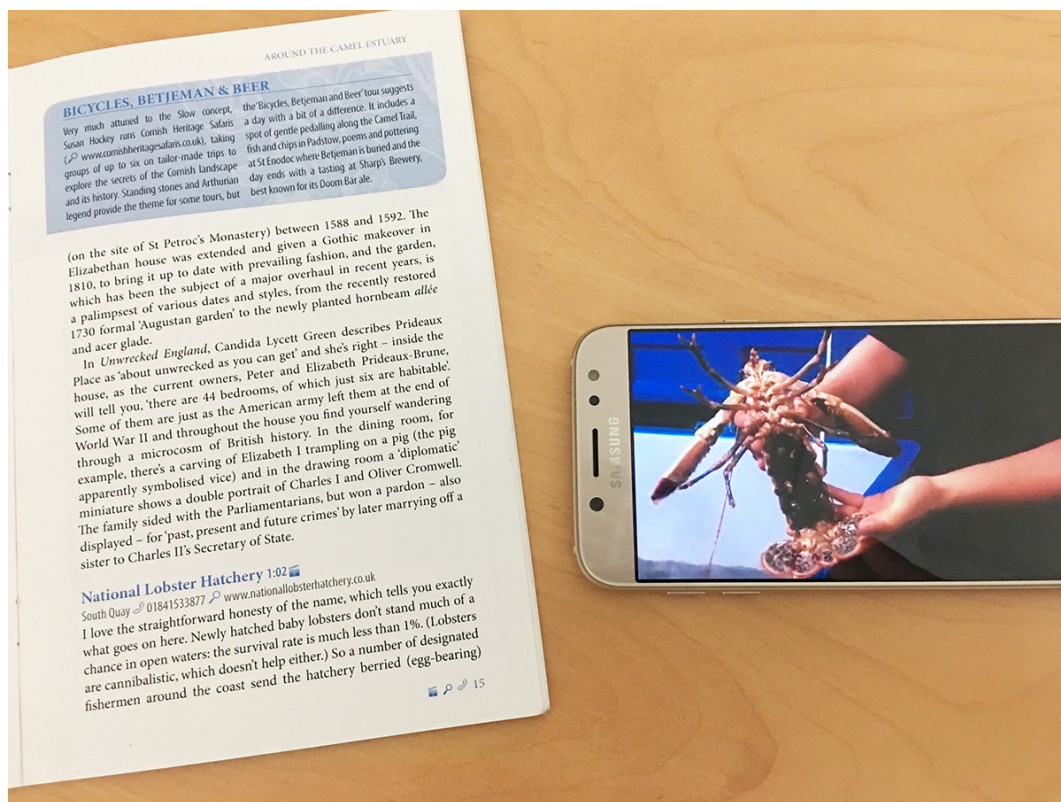 AROUND THE CAMEL ESTUARY
BICYCLES, BETJEMAN & BEER
Very much attuned to the Slow concept,
Susan Hockey runs Cornish Heritage Safaris
(www.cornishheritagesafaris.co.uk), taking
groups of up to six on tailor-made trips to
explore the secrets of the Cornish landscape
and its history. Standing stones and Arthurian
legend provide the theme for some tours, but
the 'Bicycles, Betjeman and Beer' tour suggests
a day with a bit of a difference. It includes a
spot of gentle pedalling along the Camel Trail,
fish and chips in Padstow, poems and pottering
at St Enodoc where Betjeman is buried and the
day ends with a tasting at Sharp's Brewery,
best known for its Doom Bar ale.
(on the site of St Petroc's Monastery) between 1588 and 1592. The
Elizabethan house was extended and given a Gothic makeover in
1810, to bring it up to date with prevailing fashion, and the garden,
which has been the subject of a major overhaul in recent years, is
a palimpsest of various dates and styles, from the recently restored
1730 formal 'Augustan garden' to the newly planted hornbeam allée
and acer glade.
In Unwrecked England, Candida Lycett Green describes Prideaux
Place as 'about unwrecked as you can get' and she's right – inside the
house, as the current owners, Peter and Elizabeth Prideaux-Brune,
will tell you, 'there are 44 bedrooms, of which just six are habitable'.
Some of them are just as the American army left them at the end of
World War II and throughout the house you find yourself wandering
through a microcosm of British history. In the dining room, for
example, there's a carving of Elizabeth I trampling on a pig (the pig
apparently symbolised vice) and in the drawing room a 'diplomatic'
miniature shows a double portrait of Charles I and Oliver Cromwell.
The family sided with the Parliamentarians, but won a pardon – also
displayed – for 'past, present and future crimes' by later marrying off a
sister to Charles II's Secretary of State.
National Lobster Hatchery 1:02
South Quay 01841533877 www.nationallobsterhatchery.co.uk
I love the straightforward honesty of the name, which tells you exactly
what goes on here. Newly hatched baby lobsters don't stand much of a
chance in open waters: the survival rate is much less than 1%. (Lobsters
are cannibalistic, which doesn't help either.) So a number of designated
fishermen around the coast send the hatchery berried (egg-bearing)
15
SAMSUNG